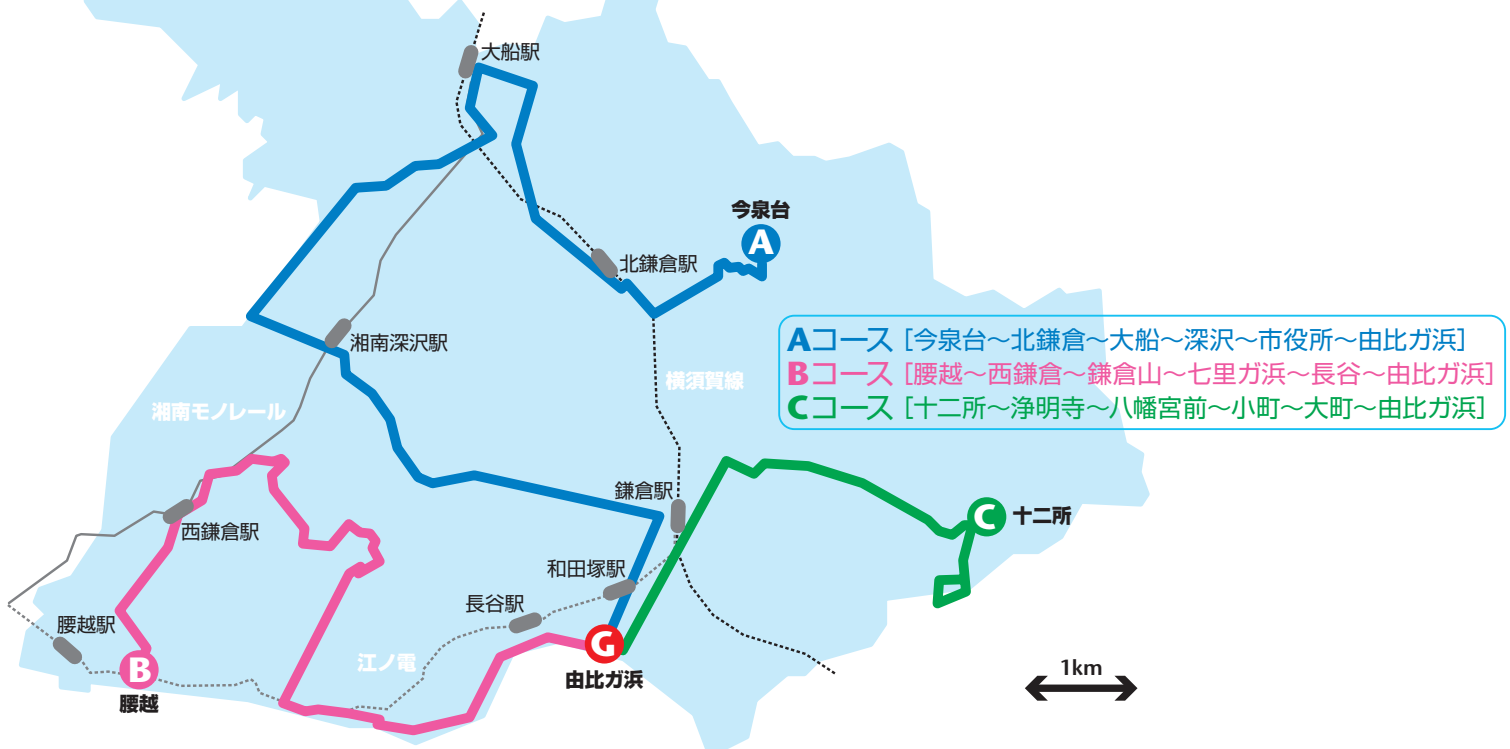 大船駅
今泉台
A
北鎌倉駅
湘南深沢駅
Aコース [今泉台～北鎌倉～大船～深沢～市役所～由比ガ浜]
Bコース [腰越～西鎌倉～鎌倉山～七里ガ浜～長谷～由比ガ浜]
Cコース [十二所～浄明寺～八幡宮前～小町～大町～由比ガ浜]
横須賀線
湘南モノレール
鎌倉駅
C
十二所
西鎌倉駅
和田塚駅
長谷駅
腰越駅
G
由比ガ浜
江ノ電
B
腰越
1km